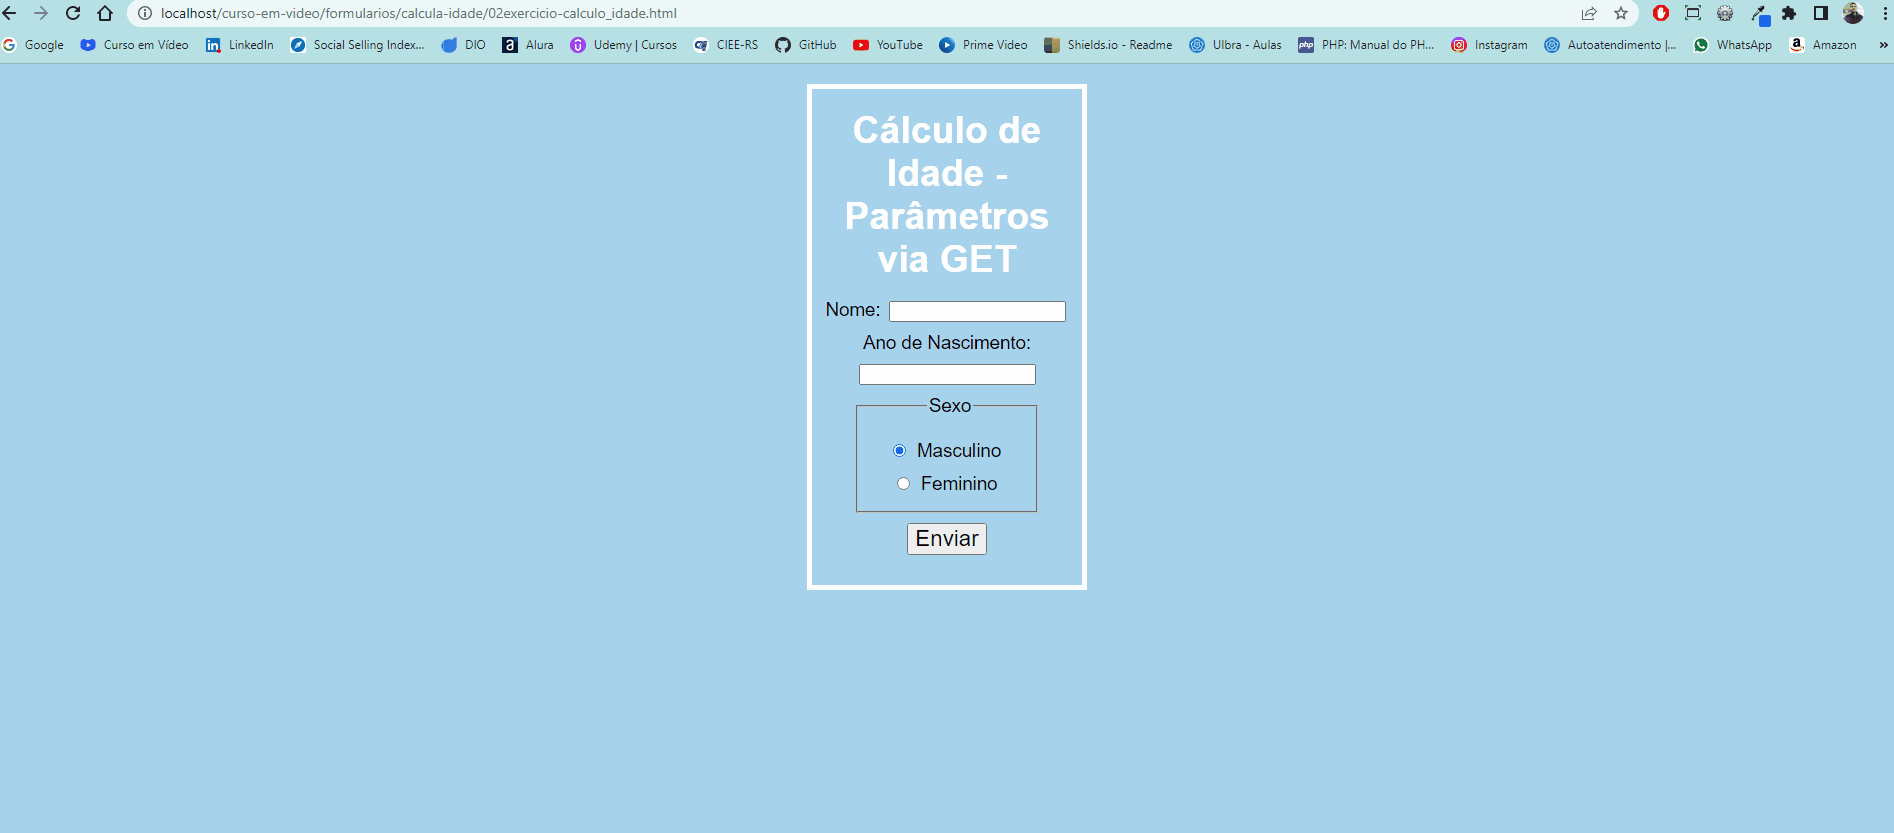 localhost/curso-em-video/formularios/calcula-idade/02exercicio-calculo_idade.html
Google Curso em Vídeo LinkedIn Social Selling Index... DIO Alura Udemy | Cursos CIEE-RS GitHub YouTube Prime Video Shields.io - Readme Ulbra - Aulas php PHP: Manual do PH... Instagram Autoatendimento |... WhatsApp Amazon »
Cálculo de
Idade -
Parâmetros
via GET
Nome:
Ano de Nascimento:
Sexo
Masculino
Feminino
Enviar